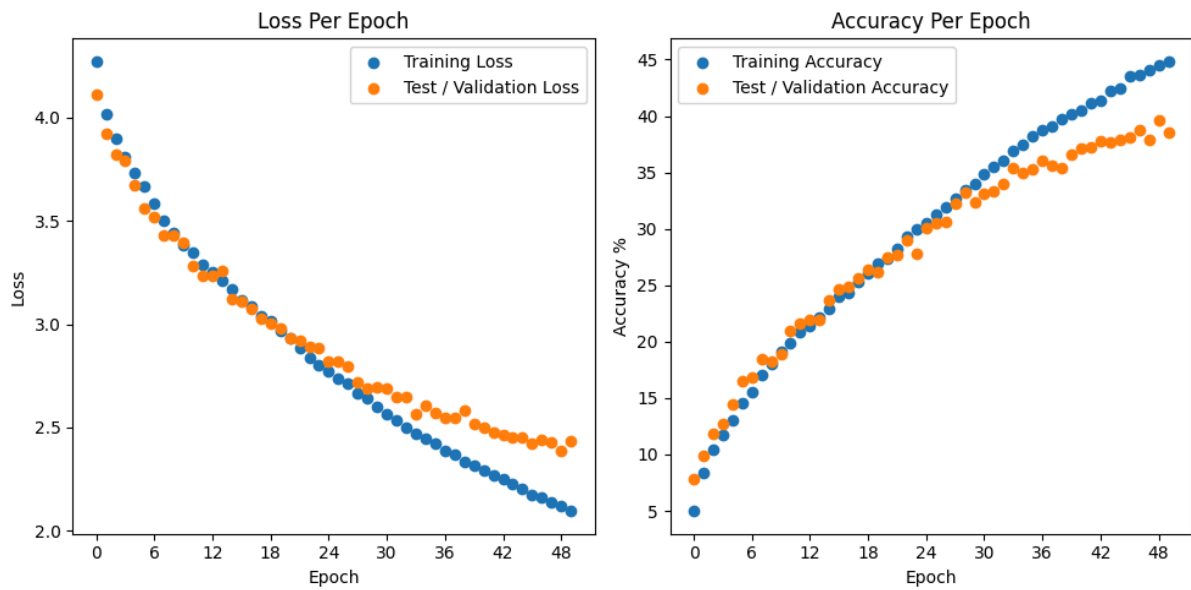 Loss Per Epoch
Training Loss
Test / Validation Loss
4.0
3.5
3.0
2.5
2.0
Loss
0 6 12 18 24 30 36 42 48
Epoch
Accuracy Per Epoch
Training Accuracy
Test / Validation Accuracy
45
40
35
30
25
20
15
10
5
Accuracy %
0 6 12 18 24 30 36 42 48
Epoch